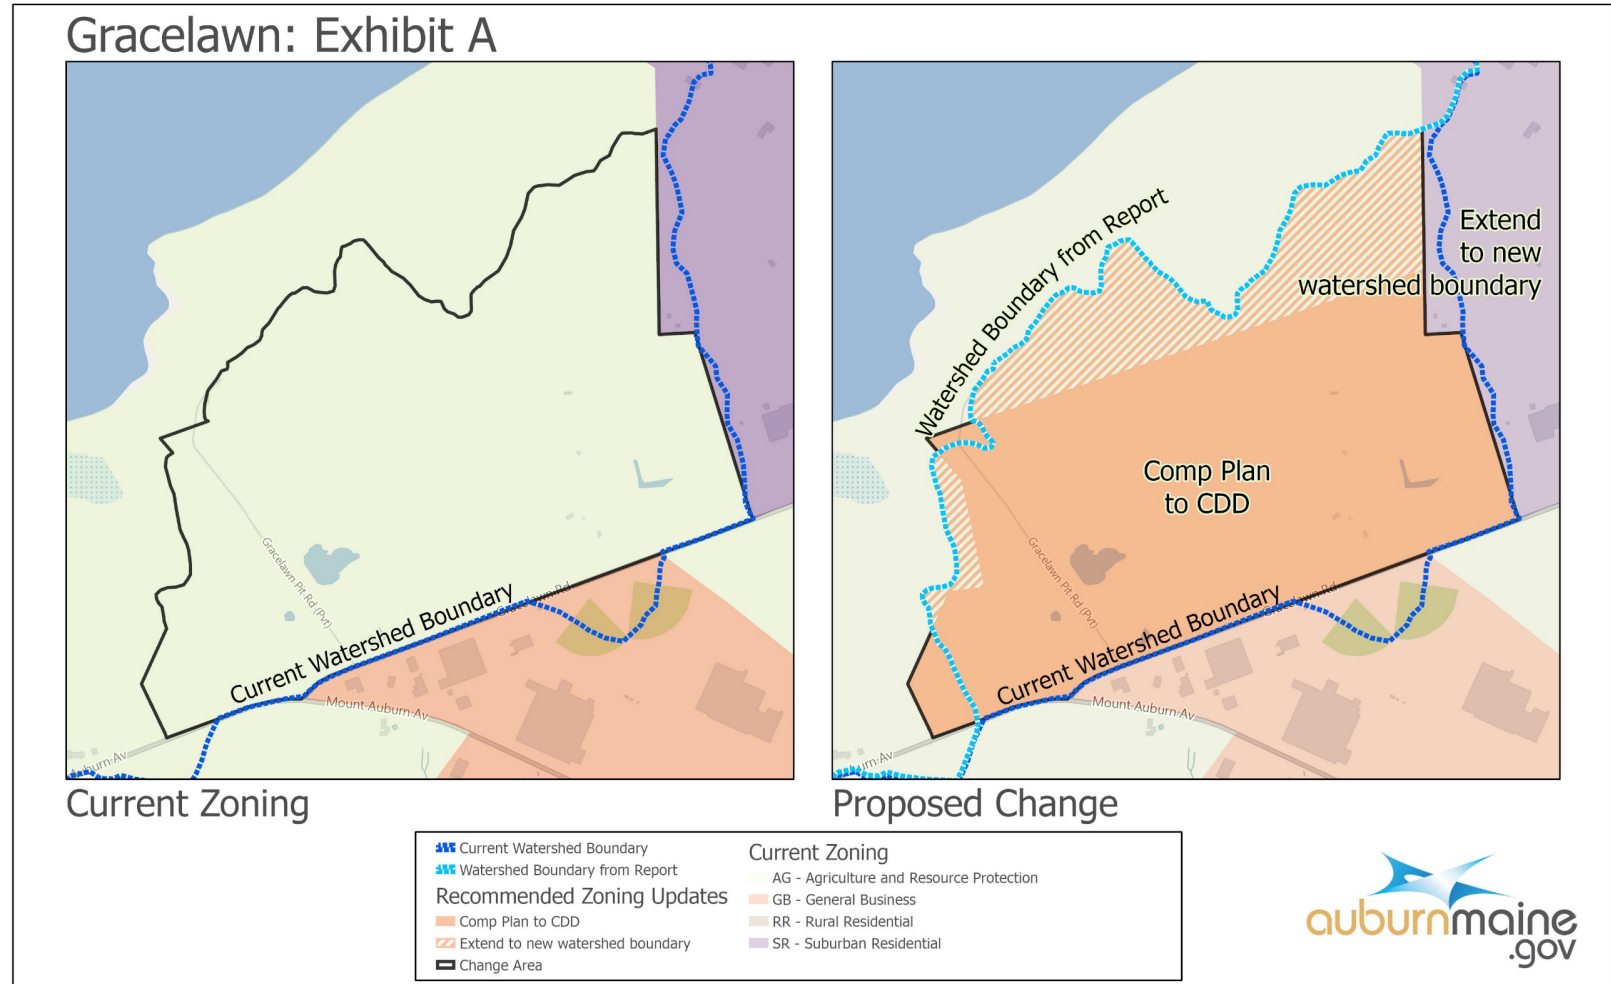 Gracelawn: Exhibit A
Gracelawn Pit Rd (Pvt)
Gracelawn Rd
Current Watershed Boundary
Mount Auburn Av
Auburn Av
Current Zoning
Watershed Boundary from Report
Extend
to new
watershed boundary
Comp Plan
to CDD
Gracelawn Pit Rd (Pvt)
Gracelawn Rd
Current Watershed Boundary
Mount Auburn Av
burn Av
Proposed Change
Current Watershed Boundary
Watershed Boundary from Report
Recommended Zoning Updates
Comp Plan to CDD
Extend to new watershed boundary
Change Area
Current Zoning
AG - Agriculture and Resource Protection
GB - General Business
RR - Rural Residential
SR - Suburban Residential
auburnmaine
.gov